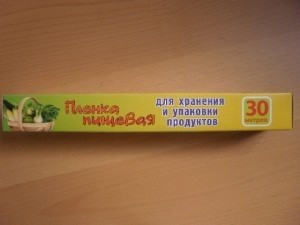 Пленка
пищевая
для хранения
и упаковки
продуктов
30
метров